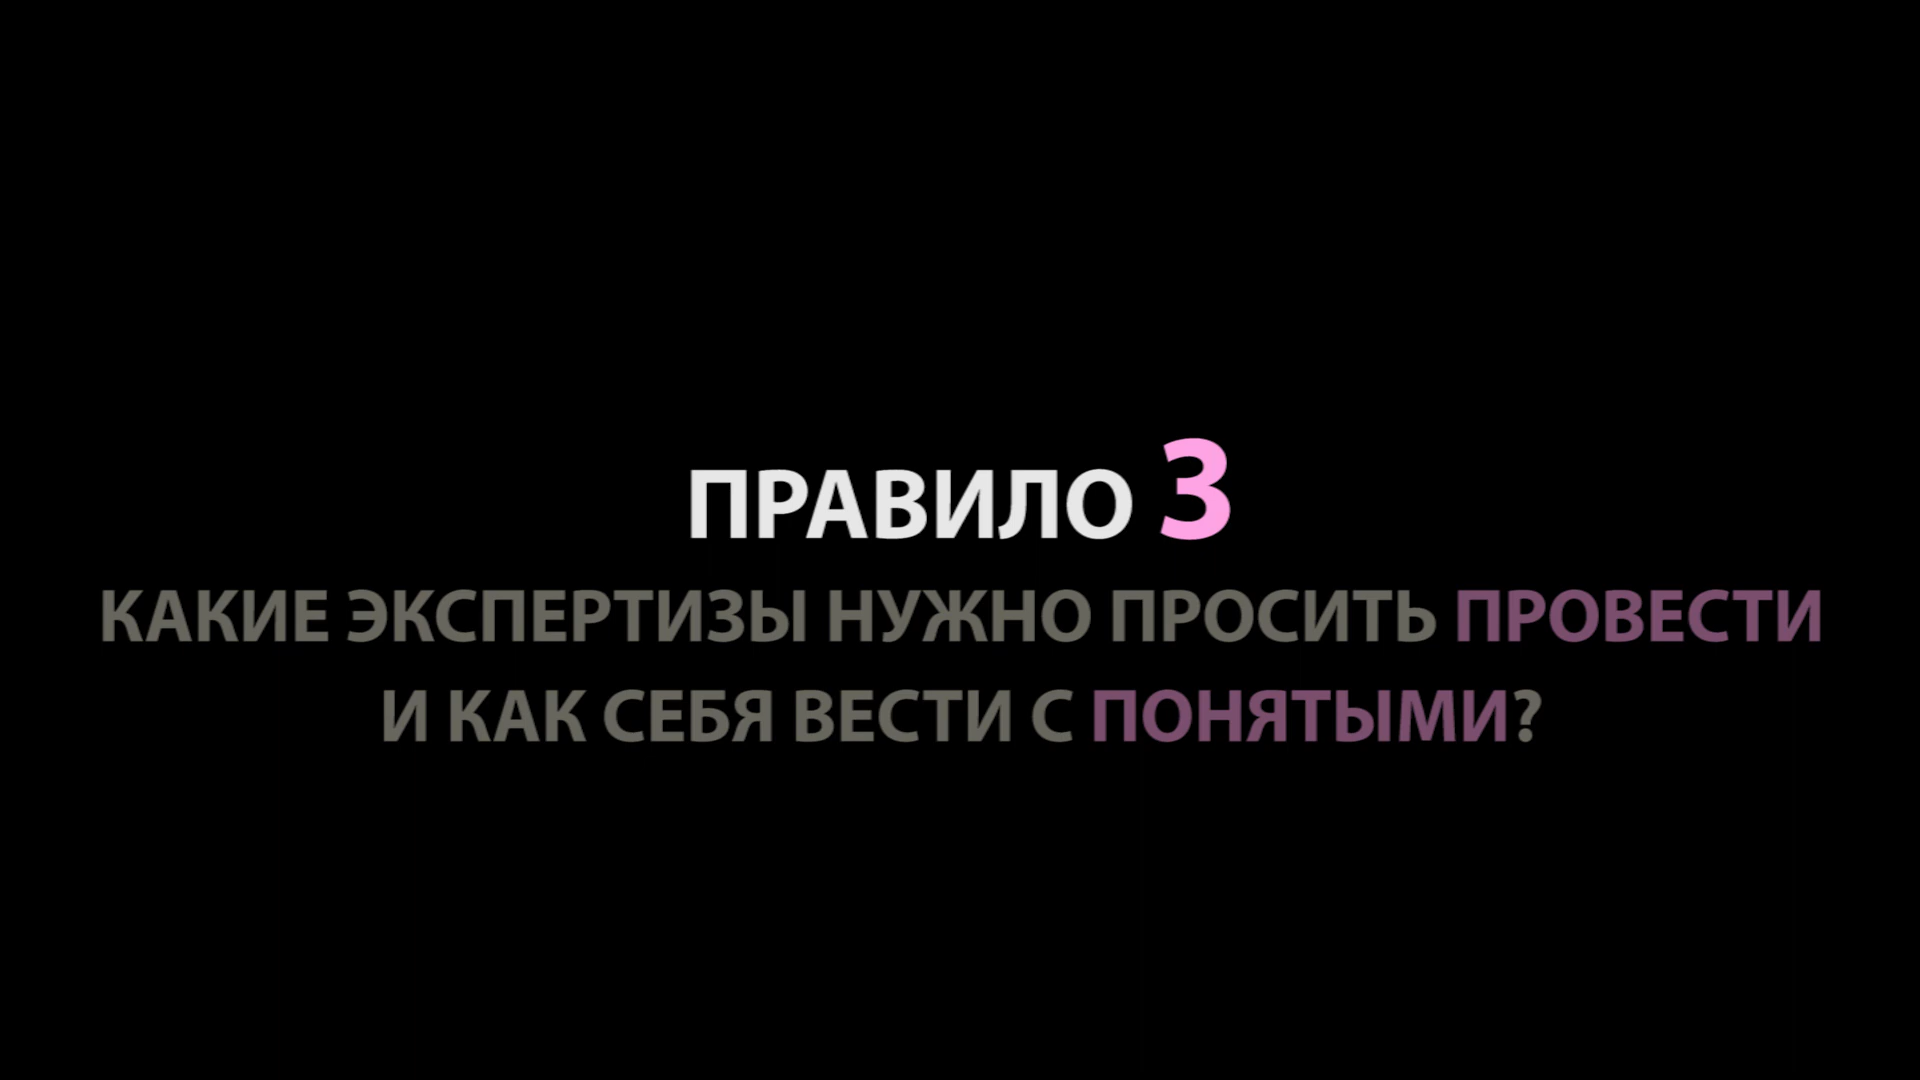 ПРАВИЛО 3
КАКИЕ ЭКСПЕРТИЗЫ НУЖНО ПРОСИТЬ ПРОВЕСТИ
И КАК СЕБЯ ВЕСТИ С ПОНЯТЫМИ?